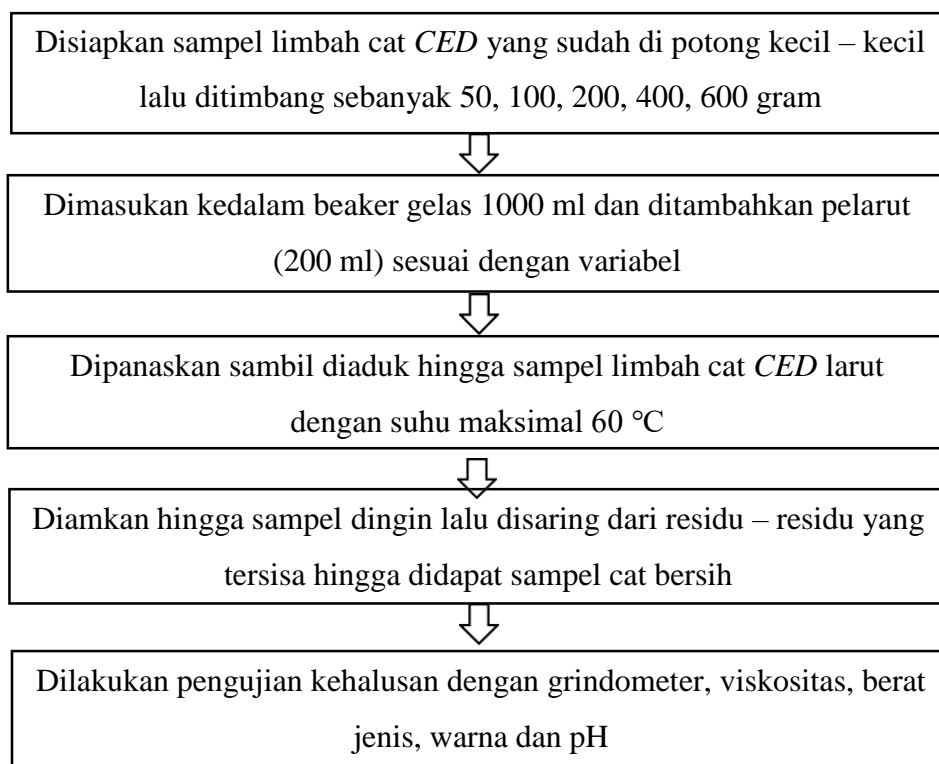 Disiapkan sampel limbah cat CED yang sudah di potong kecil – kecil
lalu ditimbang sebanyak 50, 100, 200, 400, 600 gram
Dimasukan kedalam beaker gelas 1000 ml dan ditambahkan pelarut
(200 ml) sesuai dengan variabel
Dipanaskan sambil diaduk hingga sampel limbah cat CED larut
dengan suhu maksimal 60 °C
Diamkan hingga sampel dingin lalu disaring dari residu – residu yang
tersisa hingga didapat sampel cat bersih
Dilakukan pengujian kehalusan dengan grindometer, viskositas, berat
jenis, warna dan pH